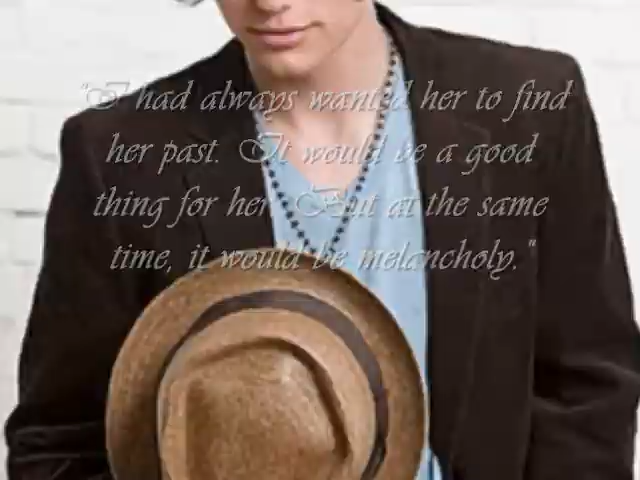 "I had always wanted her to find
her past. It would be a good
thing for her. But at the same
time, it would be melancholy."